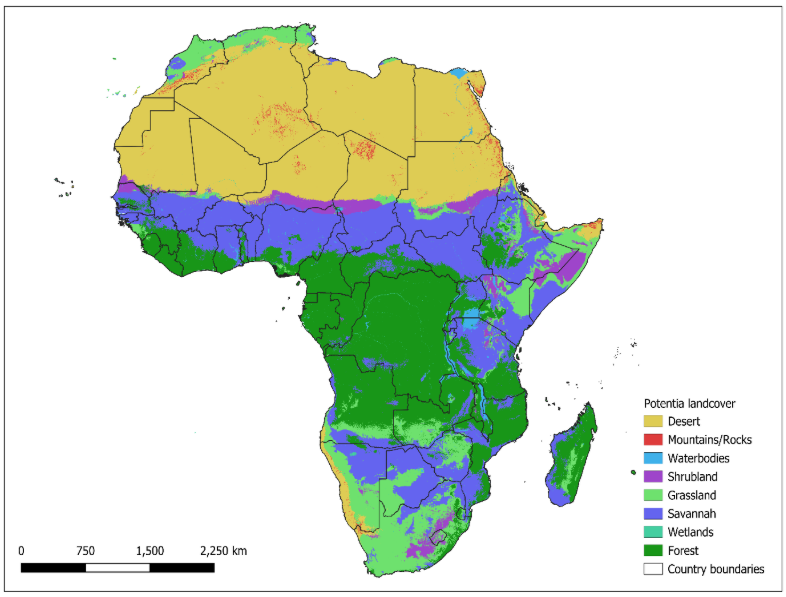 Potentia landcover
Desert
Mountains/Rocks
Waterbodies
Shrubland
Grassland
Savannah
Wetlands
Forest
Country boundaries
0 750 1,500 2,250 km